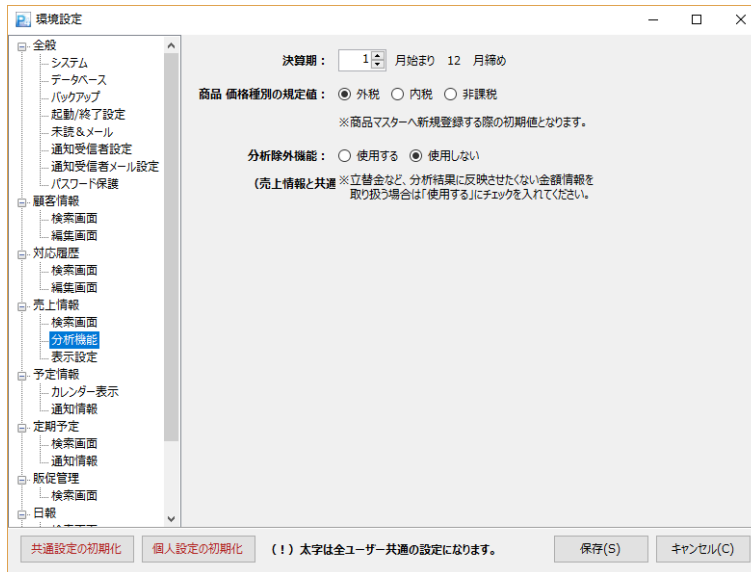 環境設定
全般
システム
データベース
バックアップ
起動/終了設定
未読＆メール
通知受信者設定
通知受信者メール設定
パスワード保護
顧客情報
検索画面
編集画面
対応履歴
検索画面
編集画面
売上情報
検索画面
分析機能
表示設定
予定情報
カレンダー表示
通知情報
定期予定
検索画面
通知情報
販促管理
検索画面
日報
決算期： 1 月始まり 12 月締め
商品 価格種別の規定値： 外税 内税 非課税
※商品マスターへ新規登録する際の初期値となります。
分析除外機能： 使用する 使用しない
（売上情報と共通 ※立替金など、分析結果に反映させたくない金額情報を
取り扱う場合は「使用する」にチェックを入れてください。
共通設定の初期化 個人設定の初期化 （！）太字は全ユーザー共通の設定になります。 保存(S) キャンセル(C)